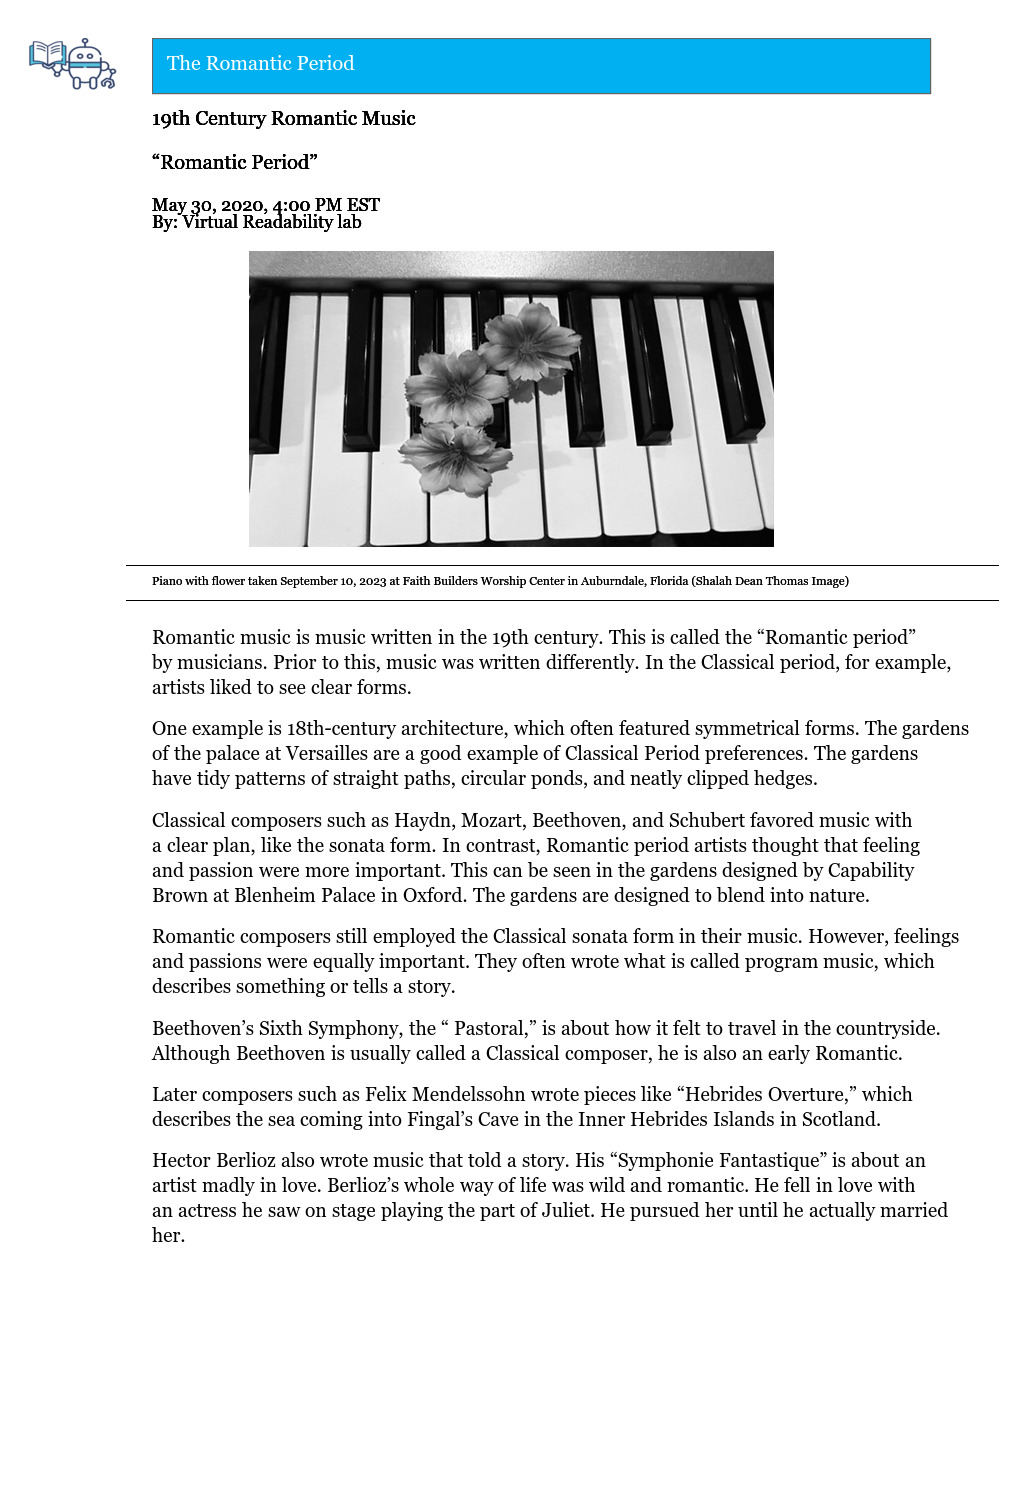 The Romantic Period
19th Century Romantic Music
“Romantic Period”
May 30, 2020, 4:00 PM EST
By: Virtual Readability lab
Piano with flower taken September 10, 2023 at Faith Builders Worship Center in Auburndale, Florida (Shalah Dean Thomas Image)
Romantic music is music written in the 19th century. This is called the “Romantic period”
by musicians. Prior to this, music was written differently. In the Classical period, for example,
artists liked to see clear forms.
One example is 18th-century architecture, which often featured symmetrical forms. The gardens
of the palace at Versailles are a good example of Classical Period preferences. The gardens
have tidy patterns of straight paths, circular ponds, and neatly clipped hedges.
Classical composers such as Haydn, Mozart, Beethoven, and Schubert favored music with
a clear plan, like the sonata form. In contrast, Romantic period artists thought that feeling
and passion were more important. This can be seen in the gardens designed by Capability
Brown at Blenheim Palace in Oxford. The gardens are designed to blend into nature.
Romantic composers still employed the Classical sonata form in their music. However, feelings
and passions were equally important. They often wrote what is called program music, which
describes something or tells a story.
Beethoven’s Sixth Symphony, the “ Pastoral,” is about how it felt to travel in the countryside.
Although Beethoven is usually called a Classical composer, he is also an early Romantic.
Later composers such as Felix Mendelssohn wrote pieces like “Hebrides Overture,” which
describes the sea coming into Fingal’s Cave in the Inner Hebrides Islands in Scotland.
Hector Berlioz also wrote music that told a story. His “Symphonie Fantastique” is about an
artist madly in love. Berlioz’s whole way of life was wild and romantic. He fell in love with
an actress he saw on stage playing the part of Juliet. He pursued her until he actually married
her.